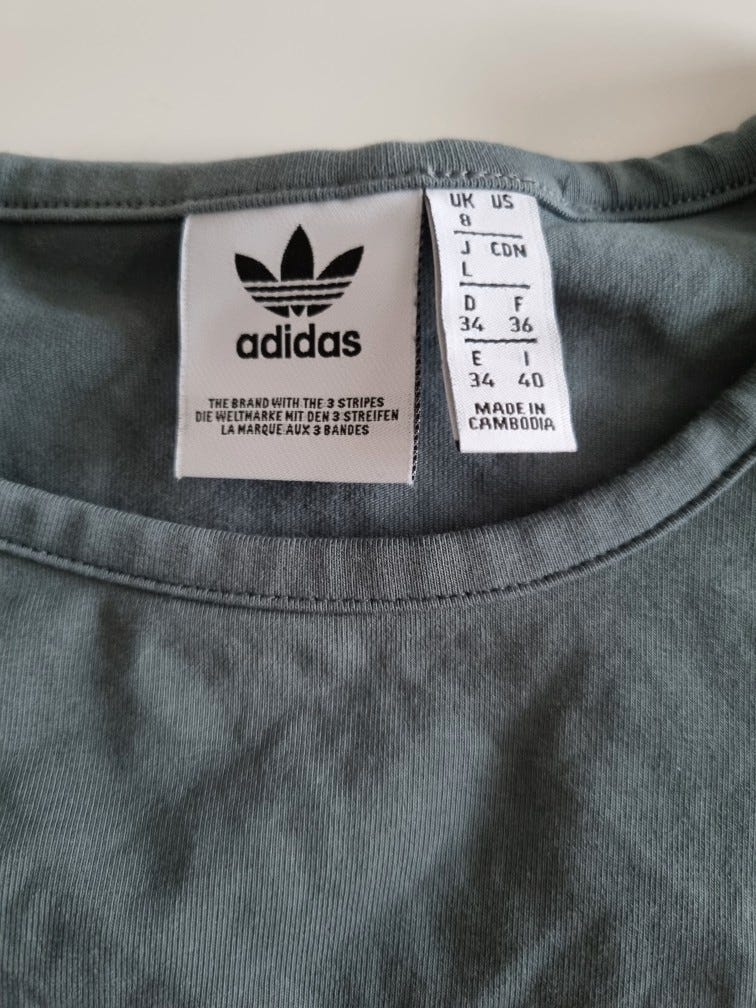 adidas
THE BRAND WITH THE 3 STRIPES
DIE WELTMARKE MIT DEN 3 STREIFEN
LA MARQUE AUX 3 BANDES
UK US
8
J CDN
L
D F
34 36
E I
34 40
MADE IN
CAMBODIA